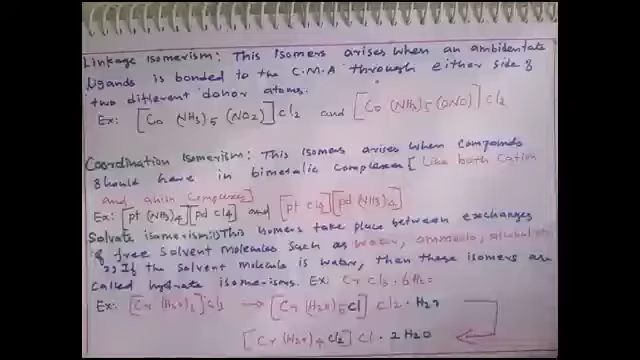 Linkage isomerism: This isomers arises when an ambidentate
ligands is bonded to the C.M.A through either side of
two different donor atoms.
Ex: [Co (NH3)5 (NO2)] Cl2 and [Co (NH3)5 (ONO)] Cl2
Coordination Isomerism: This isomers arises when compounds
should have in bimetalic complexes [Like both Cation
and anion complexes]
Ex: [pt (NH3)4][pd Cl4] and [pt Cl4][pd (NH3)4]
Solvate isomerism: 1) This isomers take place between exchanges
of free Solvent molecules such as water, ammonia, alcohol etc
2) If the Solvent molecule is water, then these isomers are
called hydrate isomerisms. Ex: Cr Cl3 . 6H2O
Ex: [Cr (H2O)6] Cl3 → [Cr (H2O)5 Cl] Cl2 . H2O
[Cr (H2O)4 Cl2] Cl . 2H2O